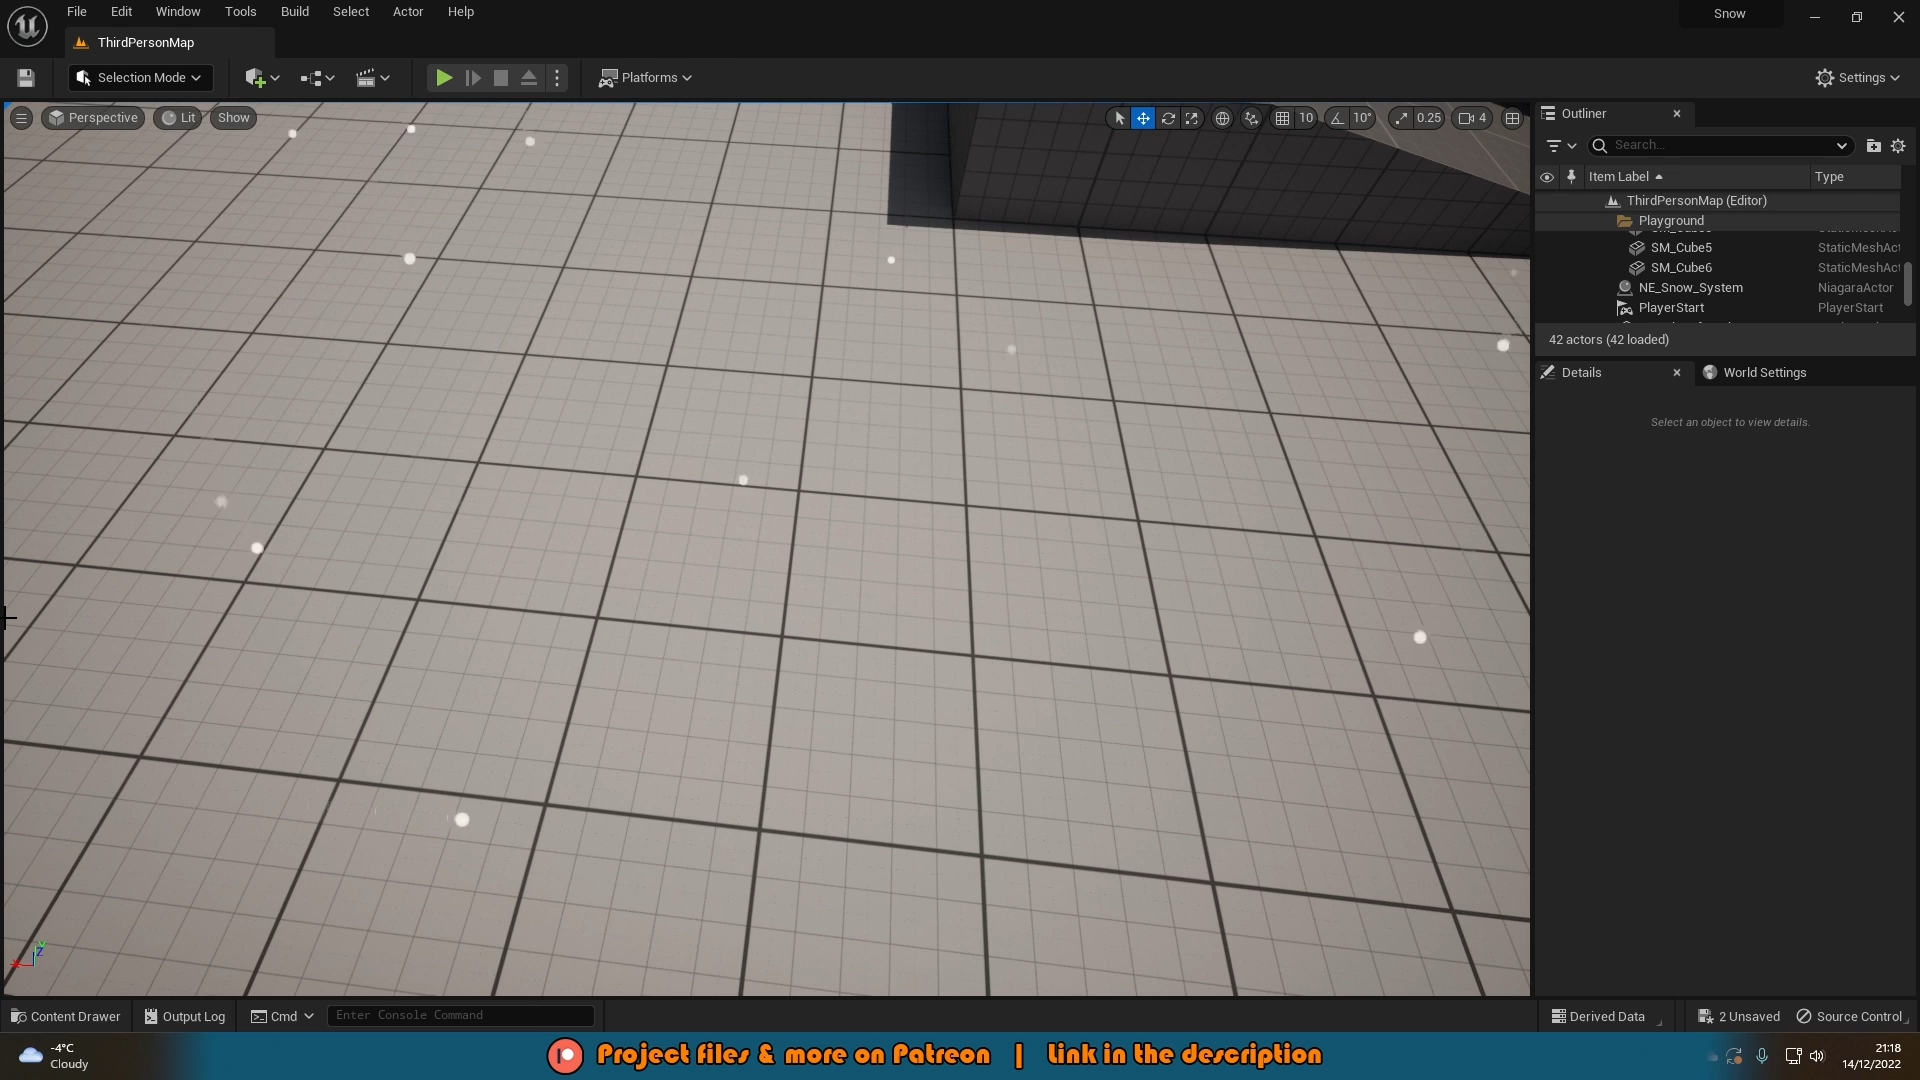 File Edit Window Tools Build Select Actor Help
Snow
ThirdPersonMap
Selection Mode
Platforms
Settings
Perspective Lit Show
10 10° 0.25 4
Outliner
Search...
Item Label Type
ThirdPersonMap (Editor)
Playground
SM_Cube5 StaticMeshAct
SM_Cube6 StaticMeshAct
NE_Snow_System NiagaraActor
PlayerStart PlayerStart
42 actors (42 loaded)
Details World Settings
Select an object to view details.
Content Drawer Output Log Cmd Enter Console Command Derived Data 2 Unsaved Source Control
-4°C
Cloudy
Project files & more on Patreon | Link in the description
21:18
14/12/2022